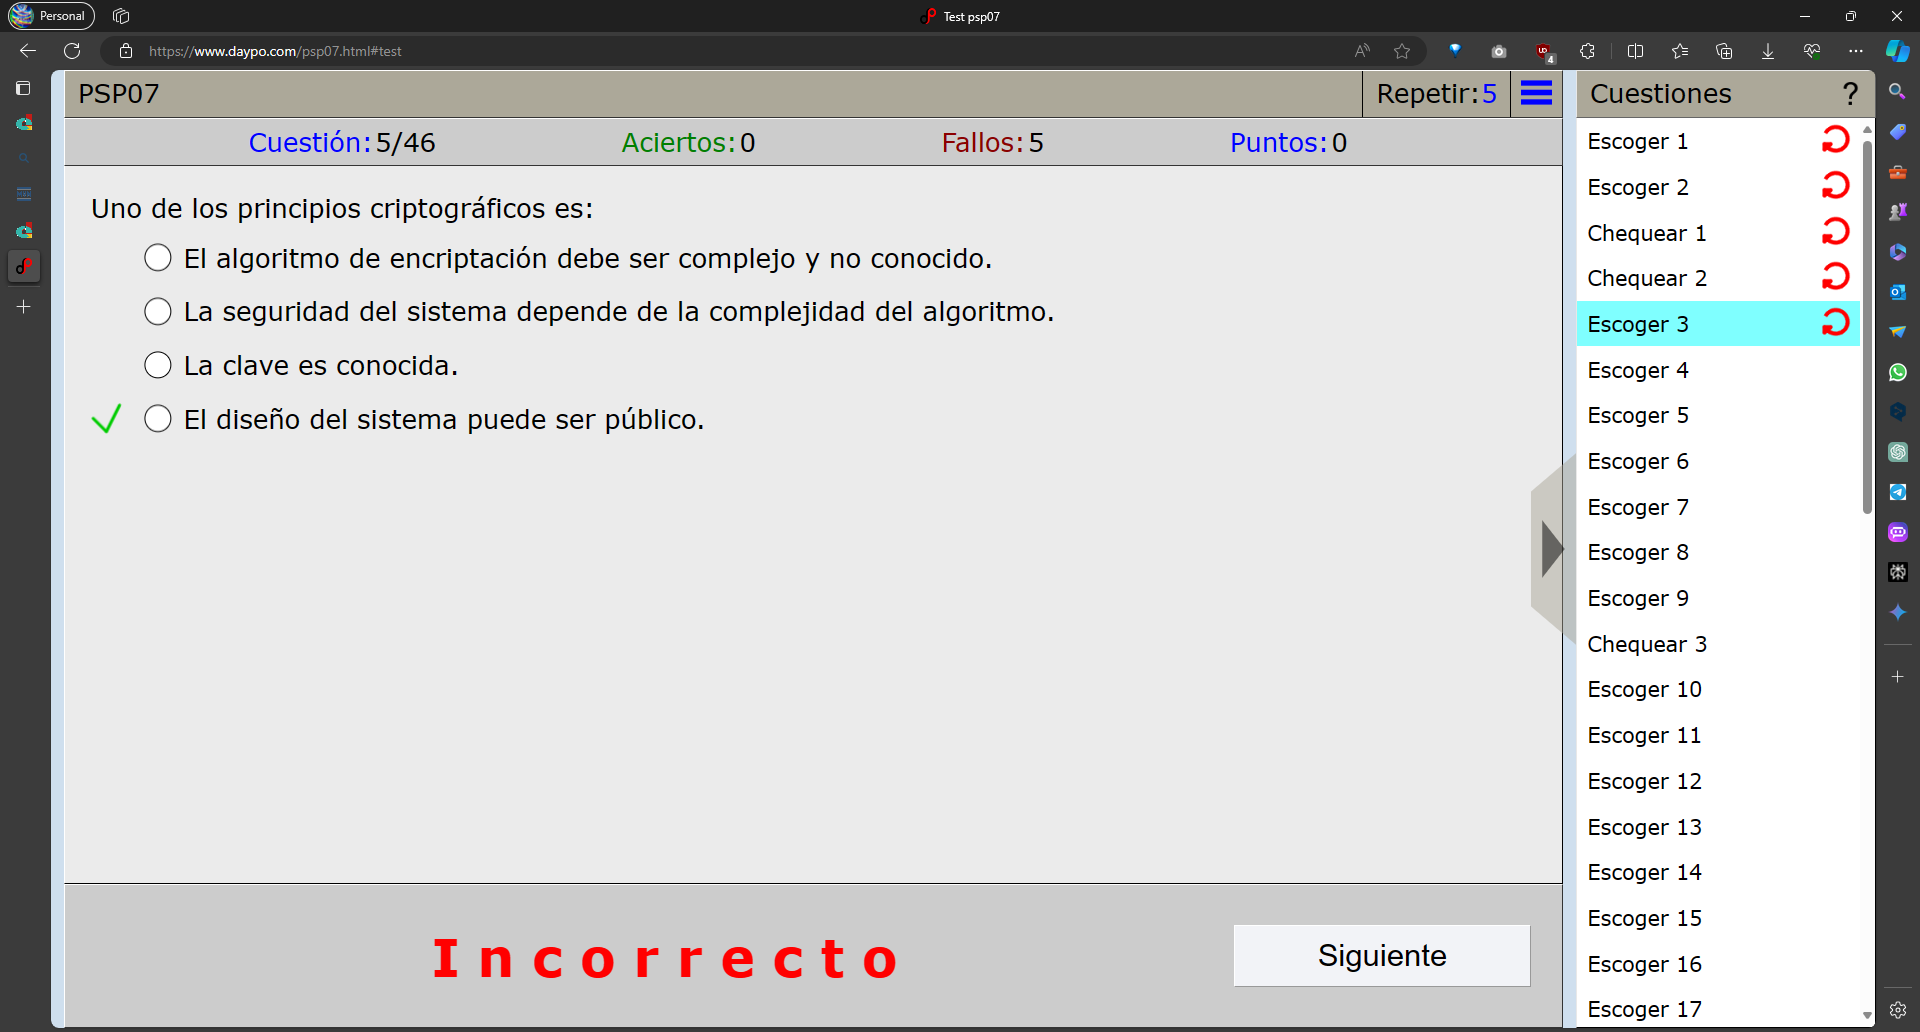 Personal
Test psp07
https://www.daypo.com/psp07.html#test
4
PSP07
Repetir:5
Cuestiones
?
Cuestión:5/46
Aciertos:0
Fallos:5
Puntos:0
Uno de los principios criptográficos es:
El algoritmo de encriptación debe ser complejo y no conocido.
La seguridad del sistema depende de la complejidad del algoritmo.
La clave es conocida.
El diseño del sistema puede ser público.
Incorrecto
Siguiente
Escoger 1
Escoger 2
Chequear 1
Chequear 2
Escoger 3
Escoger 4
Escoger 5
Escoger 6
Escoger 7
Escoger 8
Escoger 9
Chequear 3
Escoger 10
Escoger 11
Escoger 12
Escoger 13
Escoger 14
Escoger 15
Escoger 16
Escoger 17